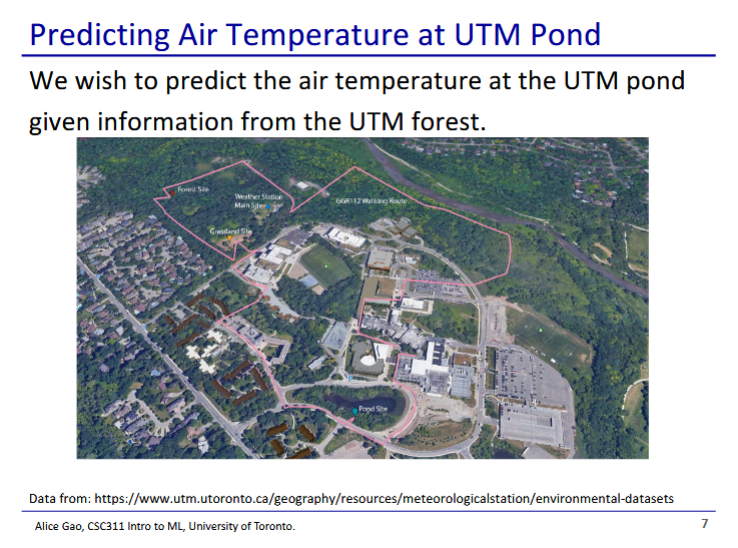 Predicting Air Temperature at UTM Pond
We wish to predict the air temperature at the UTM pond
given information from the UTM forest.
Forest Site
Weather Station
Main Site
GGR112 Walking Route
Grassland Site
Pond Site
Data from: https://www.utm.utoronto.ca/geography/resources/meteorologicalstation/environmental-datasets
Alice Gao, CSC311 Intro to ML, University of Toronto.
7